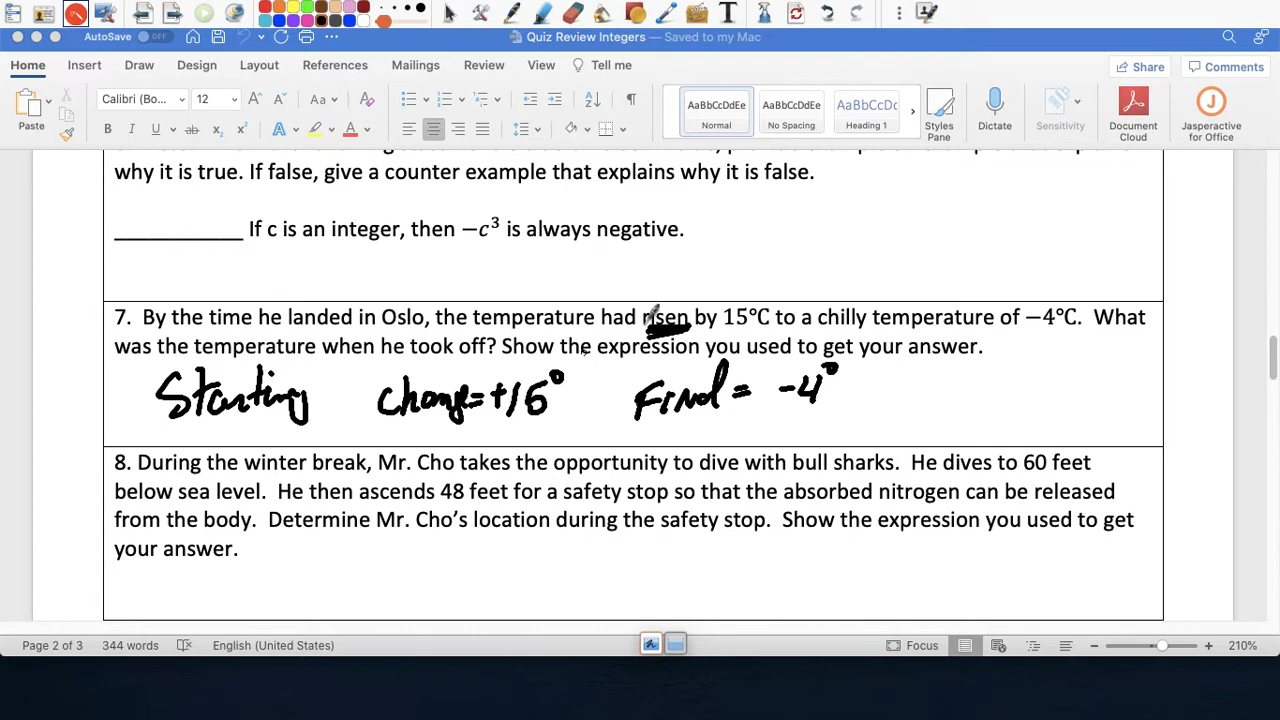 AutoSave OFF Quiz Review Integers — Saved to my Mac
Home Insert Draw Design Layout References Mailings Review View Tell me Share Comments
Calibri (Bo... 12
Paste
AaBbCcDdEe AaBbCcDdEe AaBbCcDc
Normal No Spacing Heading 1
Styles Pane Dictate Sensitivity Document Cloud Jasperactive for Office
why it is true. If false, give a counter example that explains why it is false.
___________ If c is an integer, then −c³ is always negative.
7. By the time he landed in Oslo, the temperature had risen by 15℃ to a chilly temperature of −4℃. What
was the temperature when he took off? Show the expression you used to get your answer.
Starting Change=+15° Final = -4°
8. During the winter break, Mr. Cho takes the opportunity to dive with bull sharks. He dives to 60 feet
below sea level. He then ascends 48 feet for a safety stop so that the absorbed nitrogen can be released
from the body. Determine Mr. Cho's location during the safety stop. Show the expression you used to get
your answer.
Page 2 of 3 344 words English (United States) Focus 210%